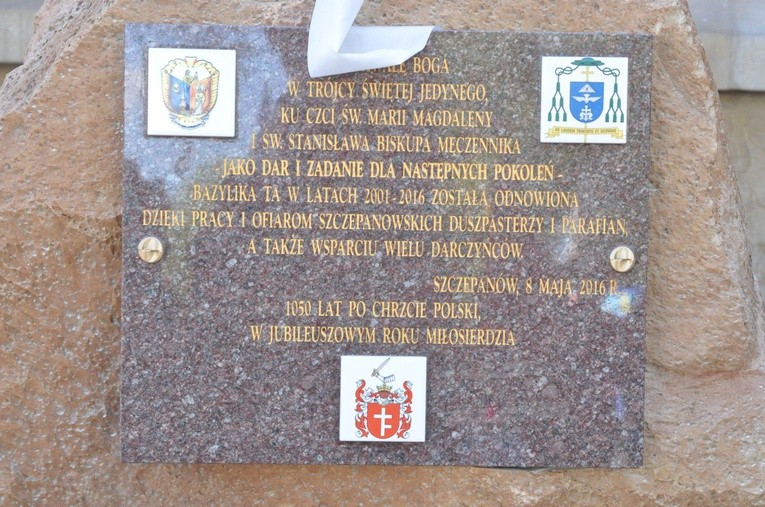 BOGA
W TRÓJCY ŚWIĘTEJ JEDYNEGO,
KU CZCI ŚW. MARII MAGDALENY
I ŚW. STANISŁAWA BISKUPA MĘCZENNIKA
- JAKO DAR I ZADANIE DLA NASTĘPNYCH POKOLEŃ -
BAZYLIKA TA W LATACH 2001 - 2016 ZOSTAŁA ODNOWIONA
DZIĘKI PRACY I OFIAROM SZCZEPANOWSKICH DUSZPASTERZY I PARAFIAN,
A TAKŻE WSPARCIU WIELU DARCZYŃCÓW.
SZCZEPANÓW, 8 MAJA 2016 R.
1050 LAT PO CHRZCIE POLSKI,
W JUBILEUSZOWYM ROKU MIŁOSIERDZIA